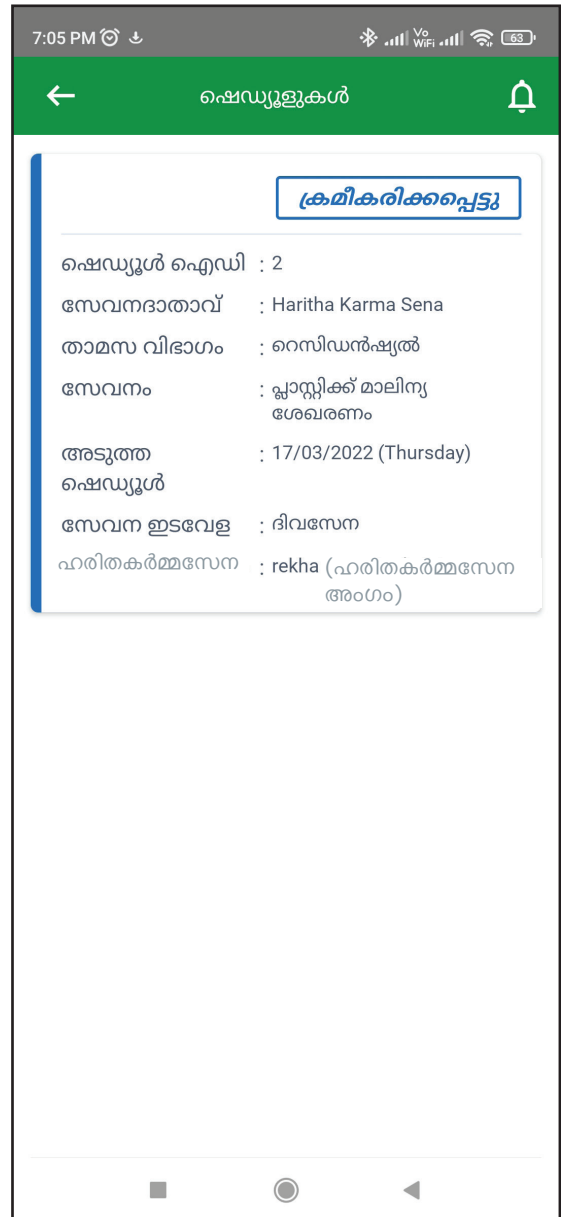 7:05 PM
Vo WiFi 63
ഷെഡ്യൂളുകൾ
ക്രമീകരിക്കപ്പെട്ടു
ഷെഡ്യൂൾ ഐഡി : 2
സേവനദാതാവ് : Haritha Karma Sena
താമസ വിഭാഗം : റെസിഡൻഷ്യൽ
സേവനം : പ്ലാസ്റ്റിക്ക് മാലിന്യ
ശേഖരണം
അടുത്ത : 17/03/2022 (Thursday)
ഷെഡ്യൂൾ
സേവന ഇടവേള : ദിവസേന
ഹരിതകർമ്മസേന : rekha (ഹരിതകർമ്മസേന
അംഗം)